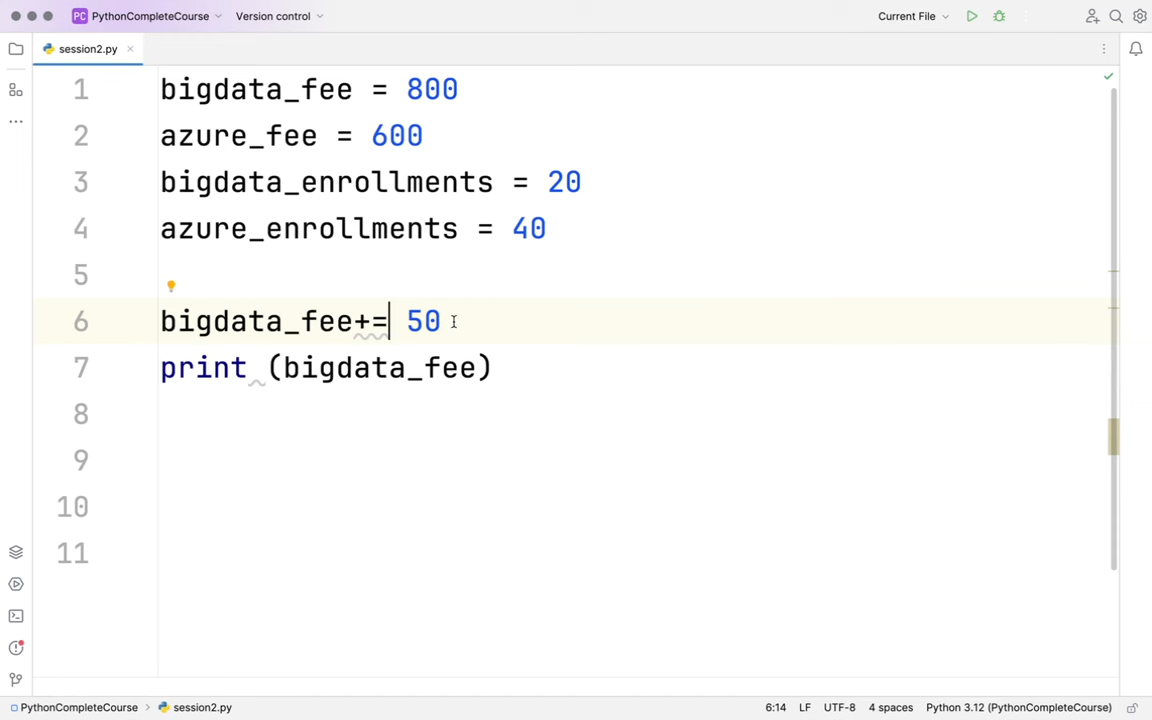 PC PythonCompleteCourse Version control Current File
session2.py
1 bigdata_fee = 800
2 azure_fee = 600
3 bigdata_enrollments = 20
4 azure_enrollments = 40
5
6 bigdata_fee+= 50
7 print (bigdata_fee)
8
9
10
11
PythonCompleteCourse session2.py 6:14 LF UTF-8 4 spaces Python 3.12 (PythonCompleteCourse)